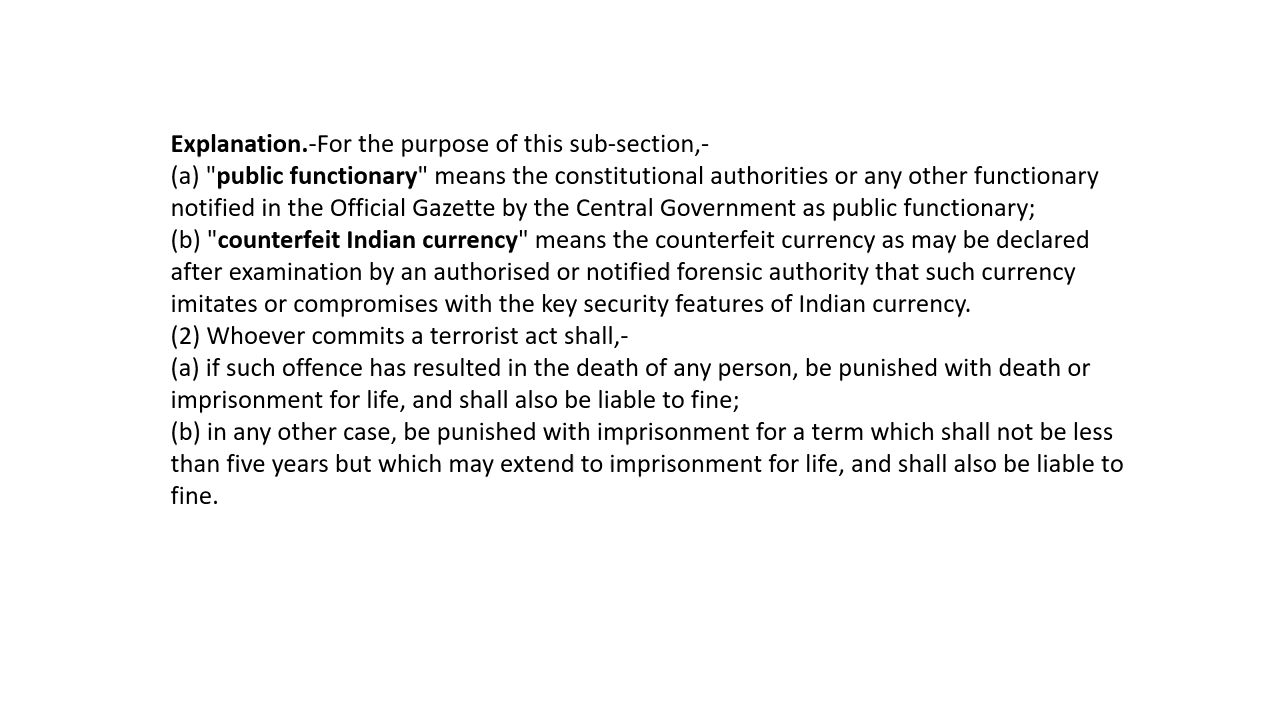 Explanation.-For the purpose of this sub-section,-
(a) "public functionary" means the constitutional authorities or any other functionary
notified in the Official Gazette by the Central Government as public functionary;
(b) "counterfeit Indian currency" means the counterfeit currency as may be declared
after examination by an authorised or notified forensic authority that such currency
imitates or compromises with the key security features of Indian currency.
(2) Whoever commits a terrorist act shall,-
(a) if such offence has resulted in the death of any person, be punished with death or
imprisonment for life, and shall also be liable to fine;
(b) in any other case, be punished with imprisonment for a term which shall not be less
than five years but which may extend to imprisonment for life, and shall also be liable to
fine.